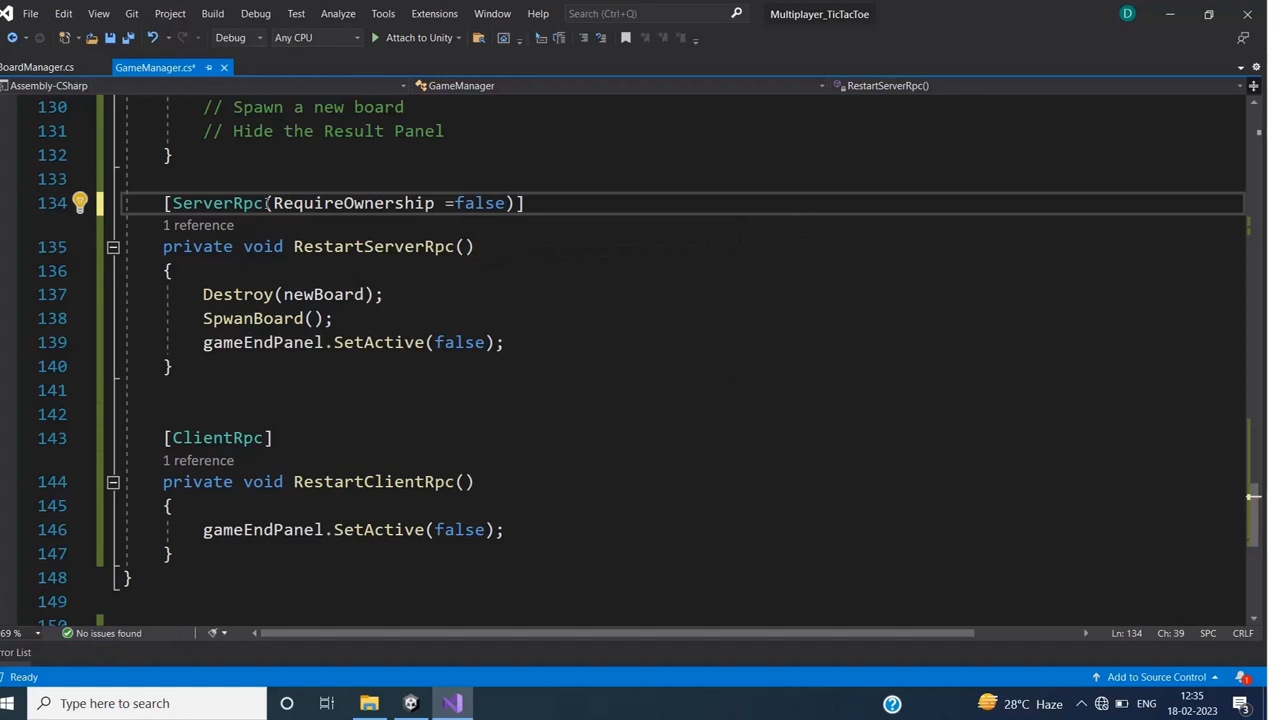 File Edit View Git Project Build Debug Test Analyze Tools Extensions Window Help Search (Ctrl+Q) Multiplayer_TicTacToe D
Debug Any CPU Attach to Unity
BoardManager.cs GameManager.cs*
Assembly-CSharp GameManager RestartServerRpc()
130 // Spawn a new board
131 // Hide the Result Panel
132 }
133
134 [ServerRpc(RequireOwnership =false)]
1 reference
135 private void RestartServerRpc()
136 {
137 Destroy(newBoard);
138 SpwanBoard();
139 gameEndPanel.SetActive(false);
140 }
141
142
143 [ClientRpc]
1 reference
144 private void RestartClientRpc()
145 {
146 gameEndPanel.SetActive(false);
147 }
148 }
149
150
69 % No issues found Ln: 134 Ch: 39 SPC CRLF
rror List
Ready Add to Source Control 1
Type here to search 28°C Haze 12:35
18-02-2023 3